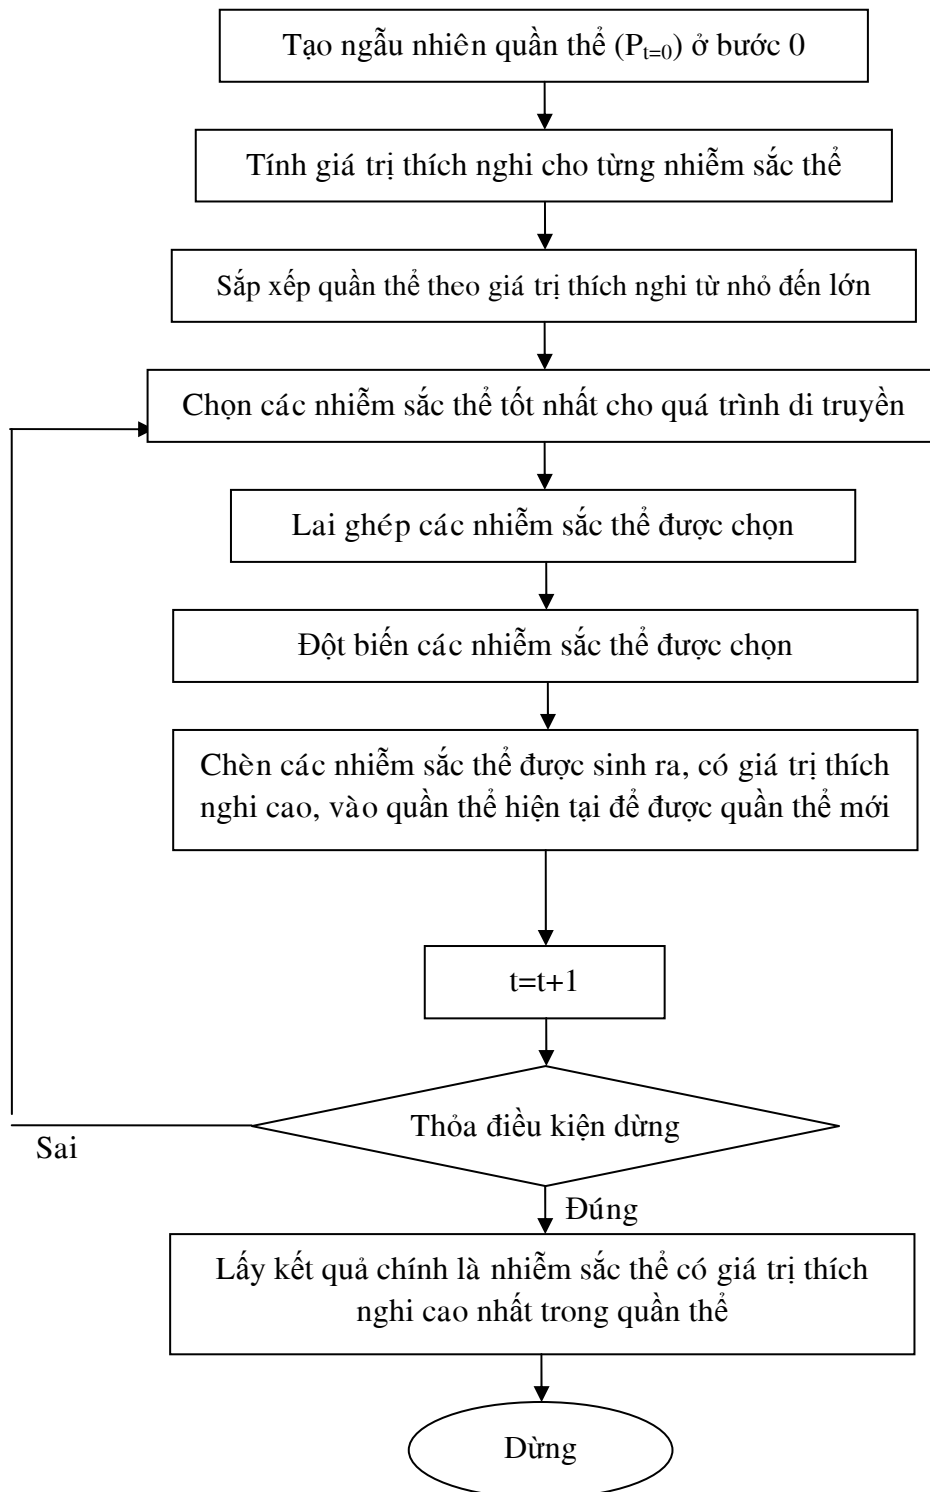 Tạo ngẫu nhiên quần thể (Pt=0) ở bước 0
Tính giá trị thích nghi cho từng nhiễm sắc thể
Sắp xếp quần thể theo giá trị thích nghi từ nhỏ đến lớn
Chọn các nhiễm sắc thể tốt nhất cho quá trình di truyền
Lai ghép các nhiễm sắc thể được chọn
Đột biến các nhiễm sắc thể được chọn
Chèn các nhiễm sắc thể được sinh ra, có giá trị thích
nghi cao, vào quần thể hiện tại để được quần thể mới
t=t+1
Thỏa điều kiện dừng
Sai
Đúng
Lấy kết quả chính là nhiễm sắc thể có giá trị thích
nghi cao nhất trong quần thể
Dừng